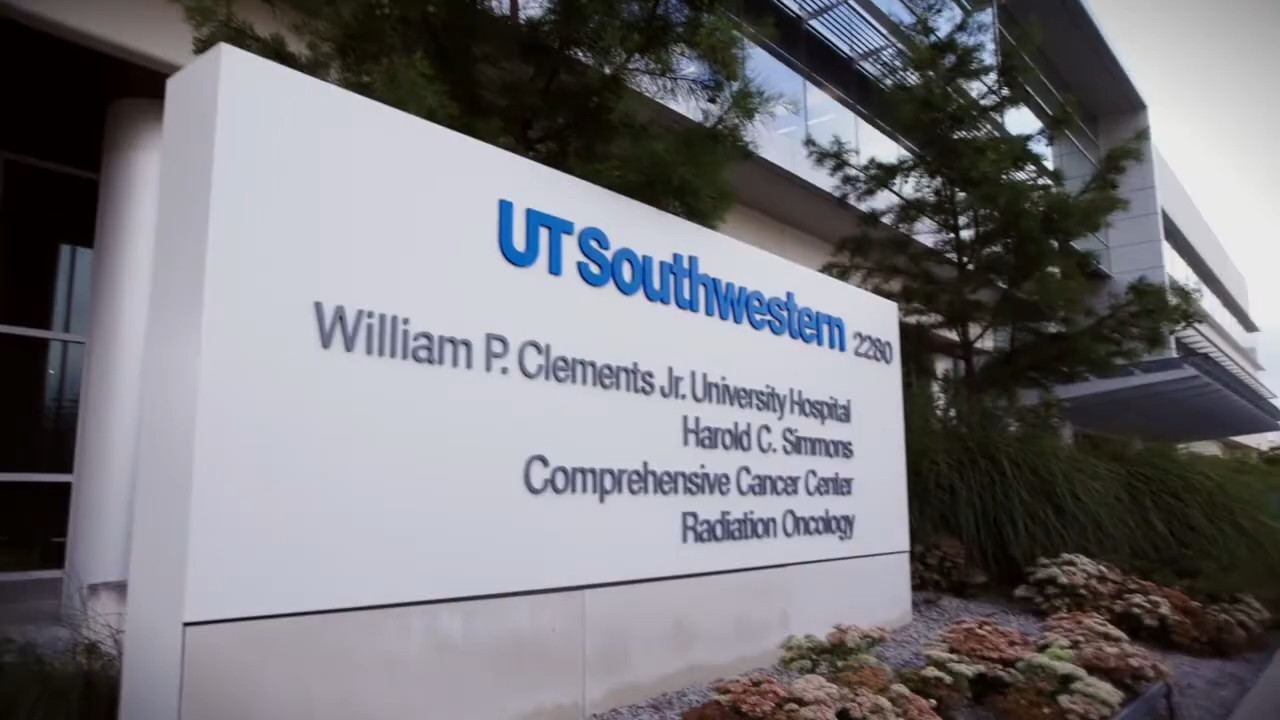 UT Southwestern 2280
William P. Clements Jr. University Hospital
Harold C. Simmons
Comprehensive Cancer Center
Radiation Oncology